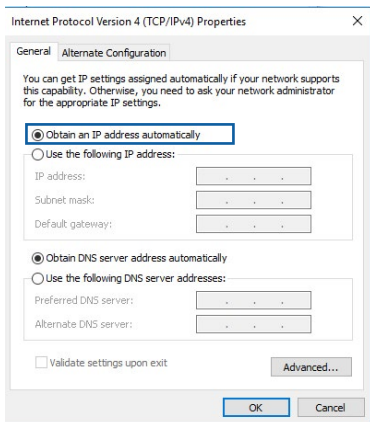 Internet Protocol Version 4 (TCP/IPv4) Properties
General
Alternate Configuration
You can get IP settings assigned automatically if your network supports
this capability. Otherwise, you need to ask your network administrator
for the appropriate IP settings.
Obtain an IP address automatically
Use the following IP address:
IP address:
Subnet mask:
Default gateway:
Obtain DNS server address automatically
Use the following DNS server addresses:
Preferred DNS server:
Alternate DNS server:
Validate settings upon exit
Advanced...
OK
Cancel